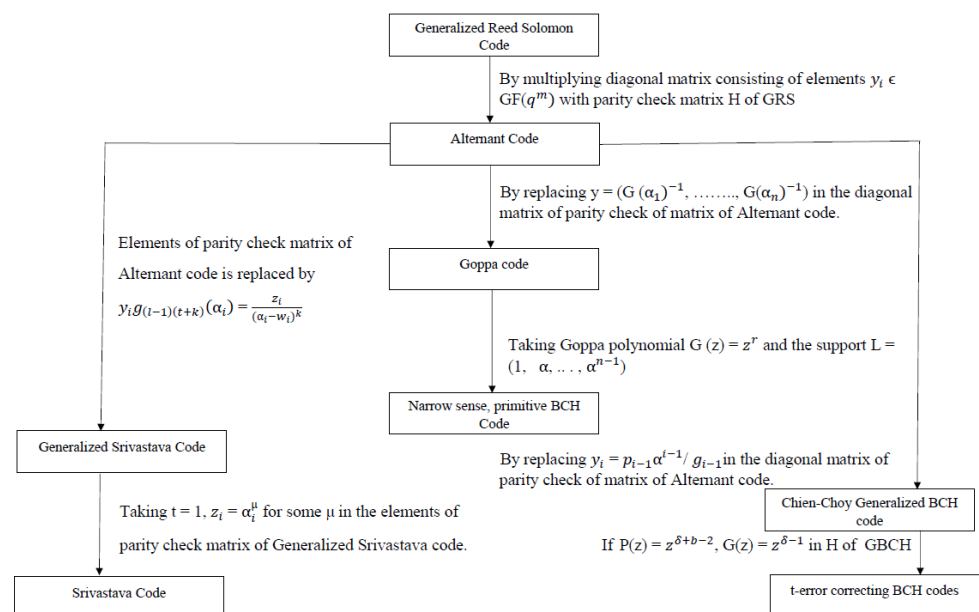 Generalized Reed Solomon
Code
By multiplying diagonal matrix consisting of elements yᵢ ϵ
GF(qᵐ) with parity check matrix H of GRS
Alternant Code
By replacing y = (G (α₁)⁻¹, …….., G(αₙ)⁻¹) in the diagonal
matrix of parity check of matrix of Alternant code.
Elements of parity check matrix of
Alternant code is replaced by
yᵢg₍ₗ₋₁₎₍ₜ₊ₖ₎(αᵢ) = zᵢ/(αᵢ−wᵢ)ᵏ
Goppa code
Taking Goppa polynomial G (z) = zʳ and the support L =
(1, α, . . . , αⁿ⁻¹)
Narrow sense, primitive BCH
Code
Generalized Srivastava Code
By replacing yᵢ = pᵢ₋₁αⁱ⁻¹/ gᵢ₋₁in the diagonal matrix of
parity check of matrix of Alternant code.
Chien-Choy Generalized BCH
code
Taking t = 1, zᵢ = αᵢ^μ for some μ in the elements of
parity check matrix of Generalized Srivastava code.
If P(z) = z^(δ+b−2), G(z) = z^(δ−1) in H of GBCH
Srivastava Code
t-error correcting BCH codes